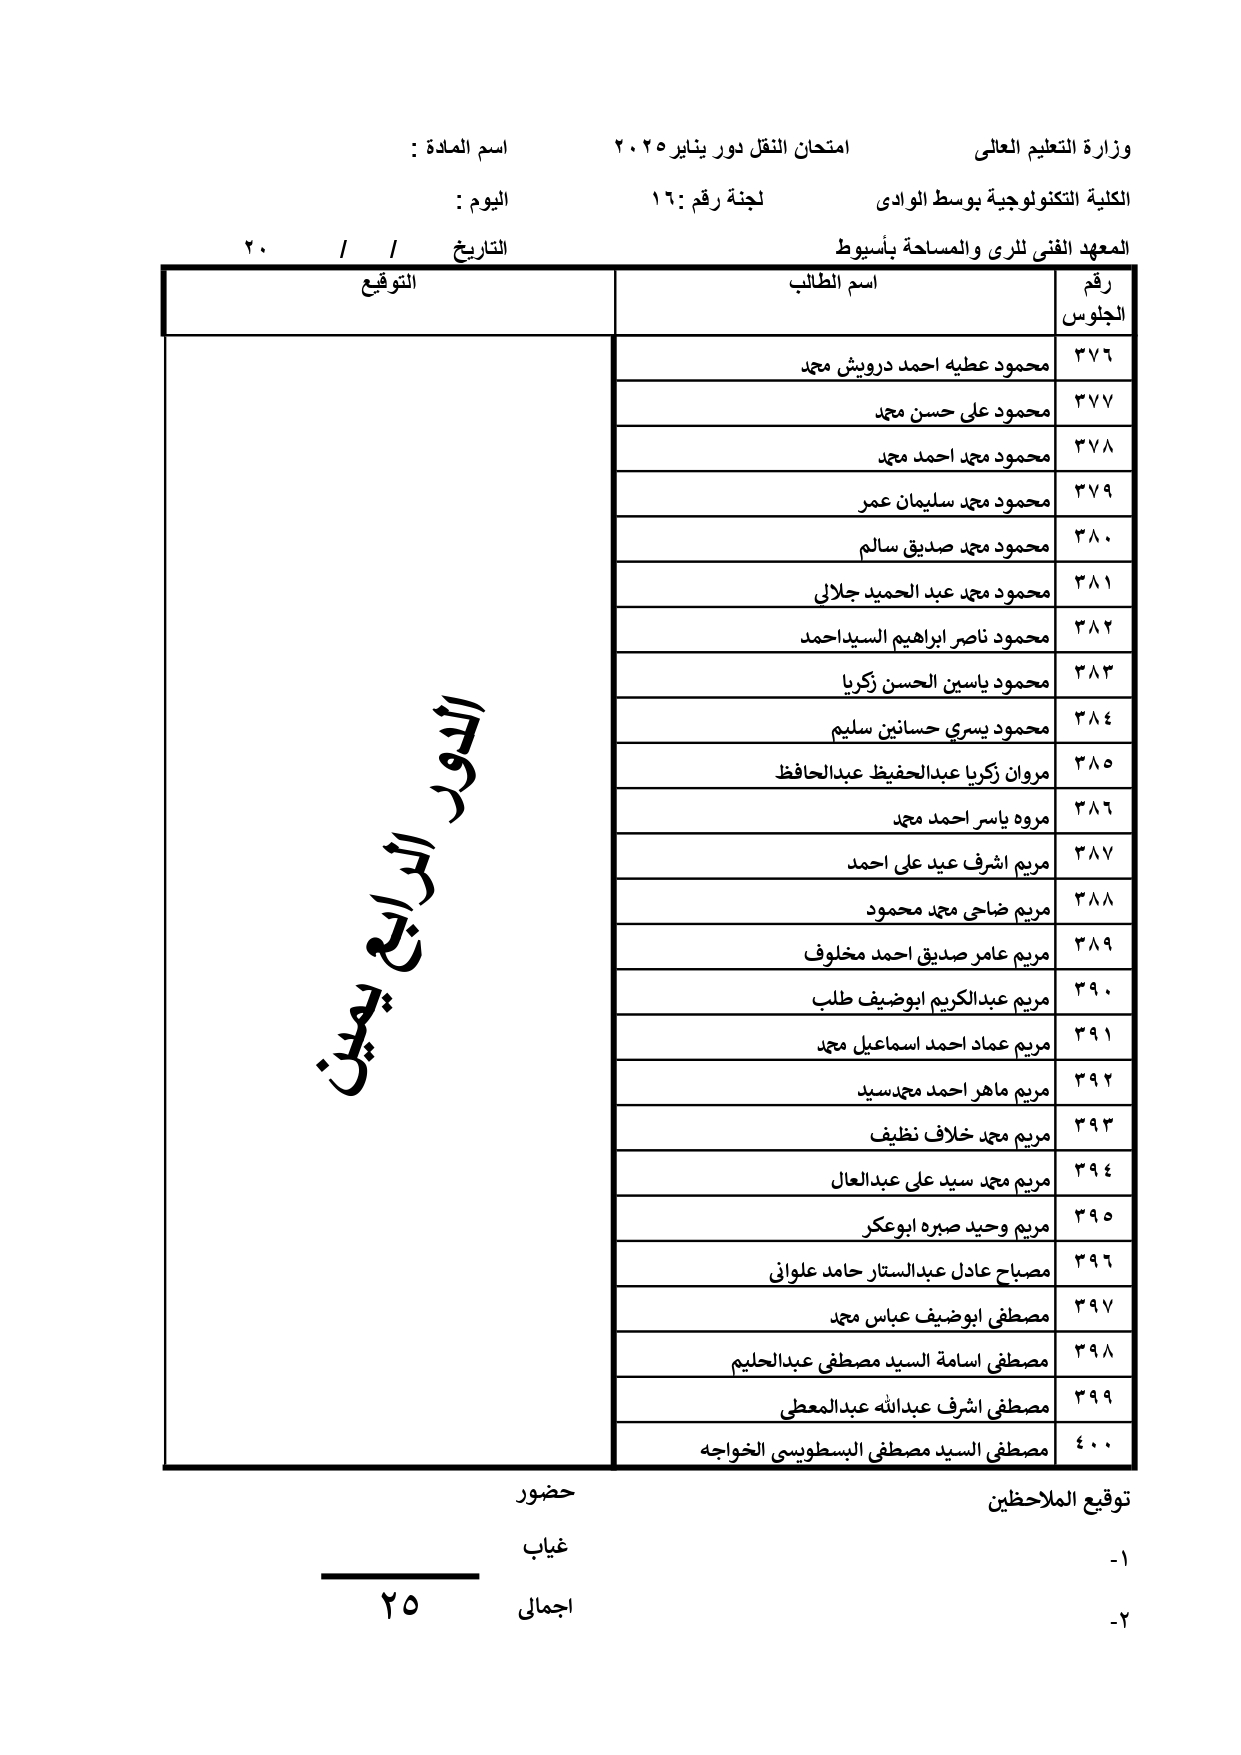 وزارة التعليم العالى امتحان النقل دور يناير ٢٠٢٥ اسم المادة :
الكلية التكنولوجية بوسط الوادى لجنة رقم :١٦ اليوم :
المعهد الفنى للرى والمساحة بأسيوط التاريخ / / ٢٠
رقم الجلوس اسم الطالب التوقيع
٣٧٦ محمود عطيه احمد درويش محمد
٣٧٧ محمود على حسن محمد
٣٧٨ محمود محمد احمد محمد
٣٧٩ محمود محمد سليمان عمر
٣٨٠ محمود محمد صديق سالم
٣٨١ محمود محمد عبد الحميد جلالي
٣٨٢ محمود ناصر ابراهيم السيداحمد
٣٨٣ محمود ياسين الحسن زكريا
٣٨٤ محمود يسري حسانين سليم
٣٨٥ مروان زكريا عبدالحفيظ عبدالحافظ
٣٨٦ مروه ياسر احمد محمد
٣٨٧ مريم اشرف عيد على احمد
٣٨٨ مريم ضاحى محمد محمود
٣٨٩ مريم عامر صديق احمد مخلوف
٣٩٠ مريم عبدالكريم ابوضيف طلب
٣٩١ مريم عماد احمد اسماعيل محمد
٣٩٢ مريم ماهر احمد محمدسيد
٣٩٣ مريم محمد خلاف نظيف
٣٩٤ مريم محمد سيد على عبدالعال
٣٩٥ مريم وحيد صبره ابوعكر
٣٩٦ مصباح عادل عبدالستار حامد علوانى
٣٩٧ مصطفى ابوضيف عباس محمد
٣٩٨ مصطفى اسامة السيد مصطفى عبدالحليم
٣٩٩ مصطفى اشرف عبدالله عبدالمعطى
٤٠٠ مصطفى السيد مصطفى البسطويسى الخواجه
الدور الرابع يمين
توقيع الملاحظين حضور
١- غياب
٢- اجمالى ٢٥